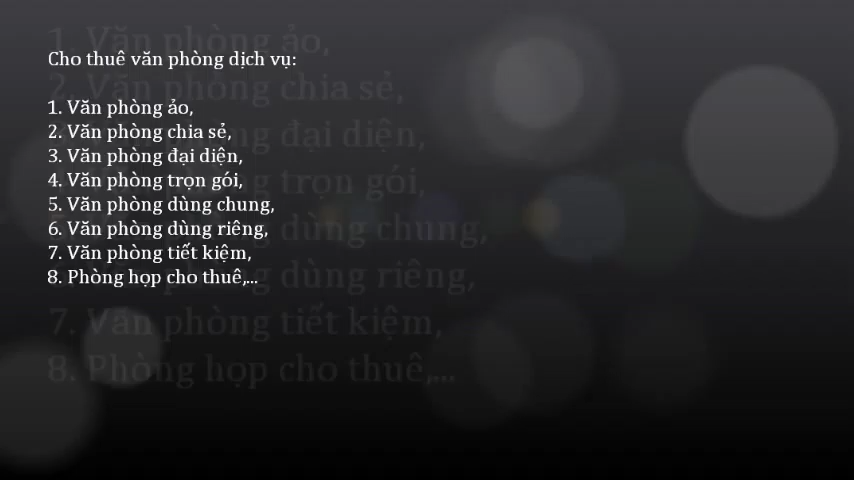 Cho thuê văn phòng dịch vụ:
1. Văn phòng ảo,
2. Văn phòng chia sẻ,
3. Văn phòng đại diện,
4. Văn phòng trọn gói,
5. Văn phòng dùng chung,
6. Văn phòng dùng riêng,
7. Văn phòng tiết kiệm,
8. Phòng họp cho thuê,...